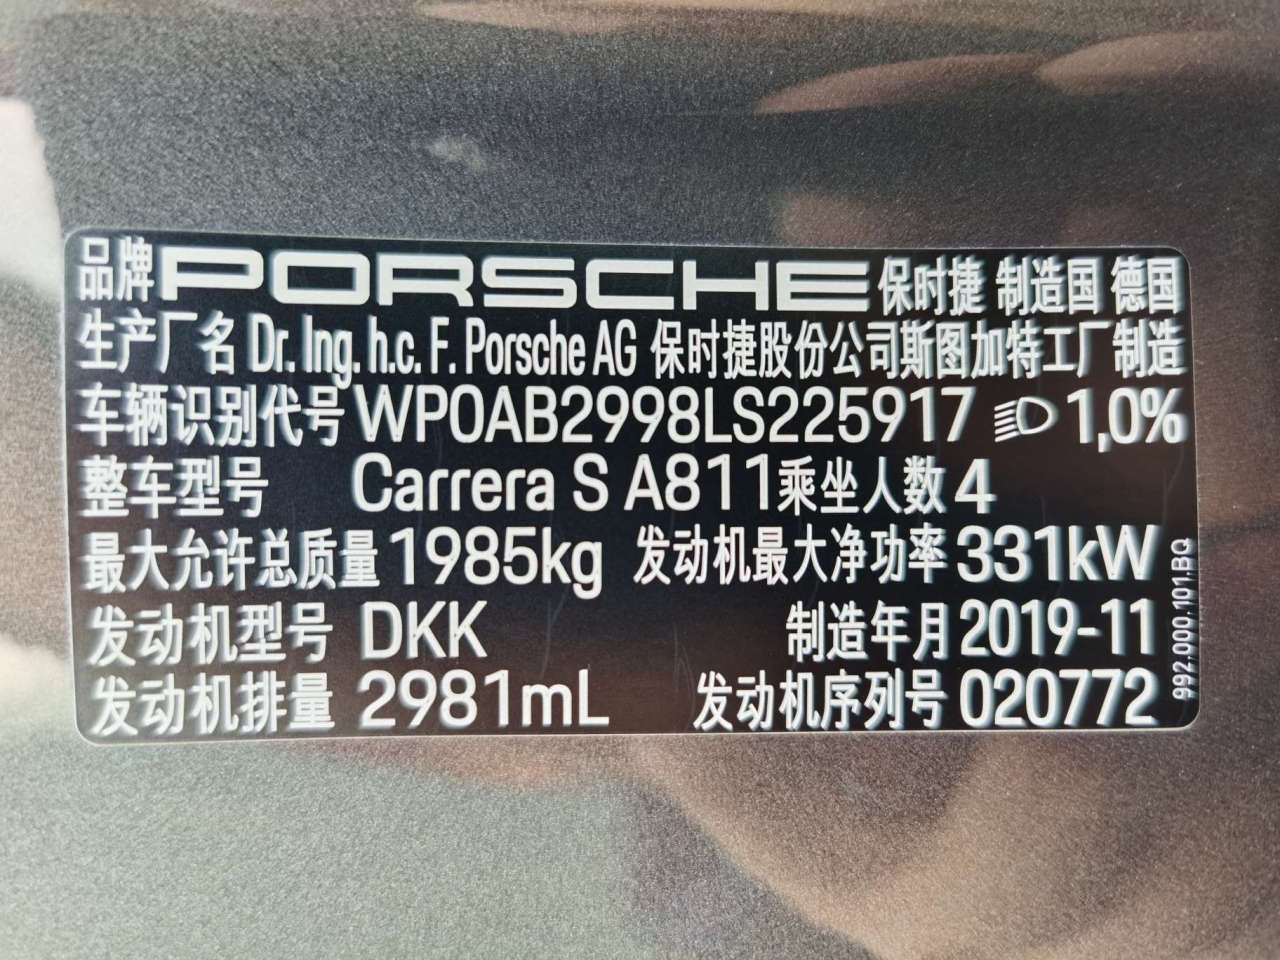 品牌 PORSCHE 保时捷 制造国 德国
生产厂名 Dr. Ing. h.c. F. Porsche AG 保时捷股份公司斯图加特工厂制造
车辆识别代号 WP0AB2998LS225917 1,0%
整车型号 Carrera S A811 乘坐人数 4
最大允许总质量 1985kg 发动机最大净功率 331kW
发动机型号 DKK 制造年月 2019-11
发动机排量 2981mL 发动机序列号 020772
992.000.101.BQ